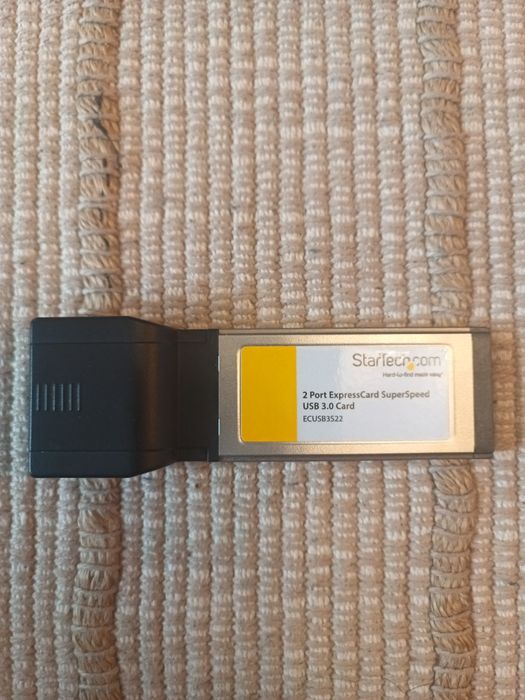 StarTech.com
Hard-to-find made easy
2 Port ExpressCard SuperSpeed
USB 3.0 Card
ECUSB3S22